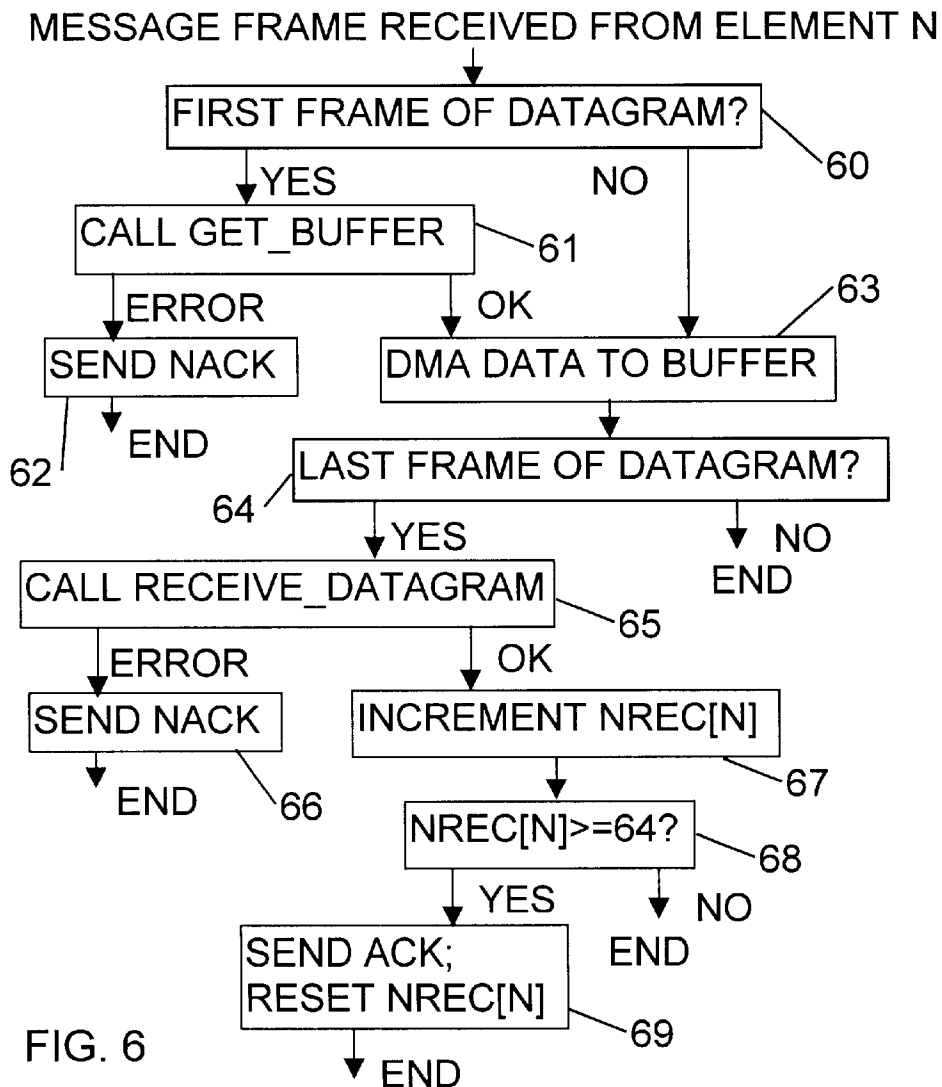 MESSAGE FRAME RECEIVED FROM ELEMENT N
FIRST FRAME OF DATAGRAM?
60
YES
NO
CALL GET_BUFFER
61
ERROR
OK
63
SEND NACK
DMA DATA TO BUFFER
END
62
LAST FRAME OF DATAGRAM?
64
YES
NO
END
CALL RECEIVE_DATAGRAM
65
ERROR
OK
SEND NACK
INCREMENT NREC[N]
END
66
67
NREC[N]>=64?
68
YES
NO
END
SEND ACK;
RESET NREC[N]
69
FIG. 6
END